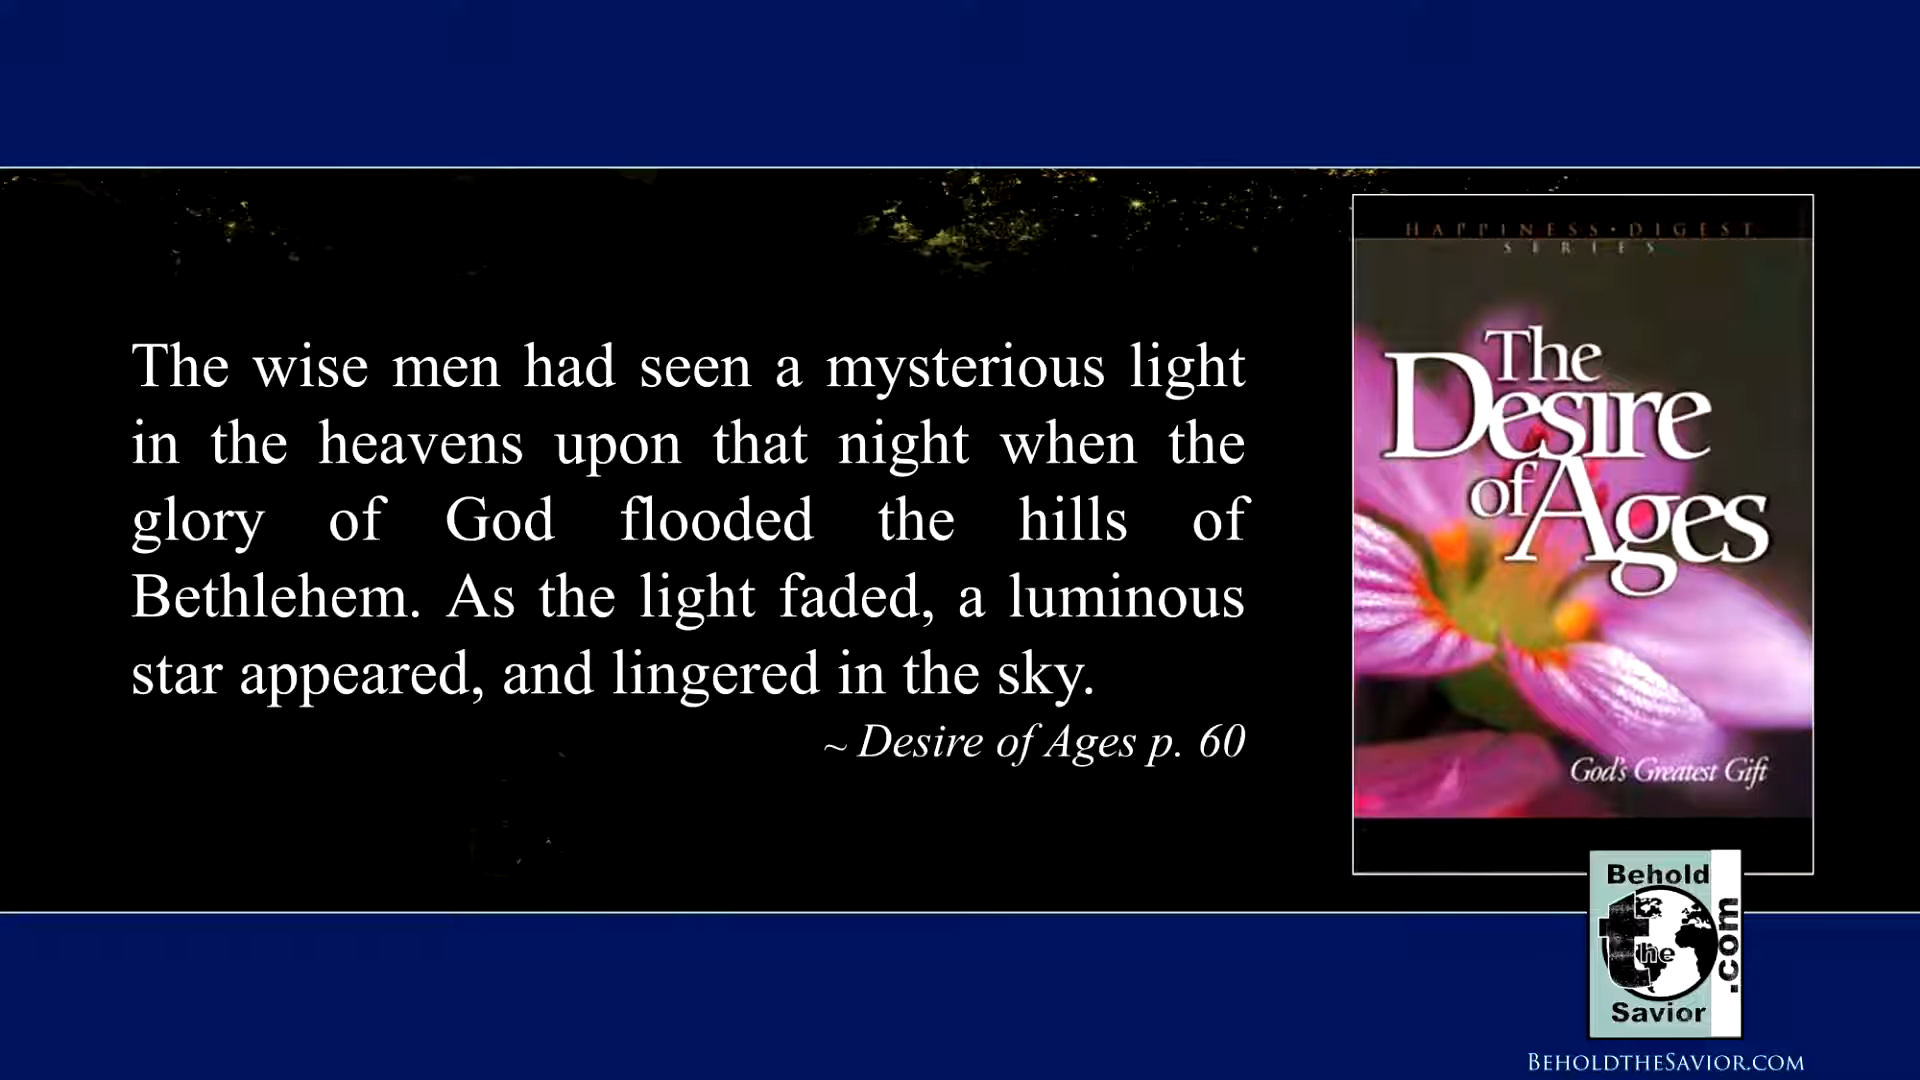 The wise men had seen a mysterious light
in the heavens upon that night when the
glory of God flooded the hills of
Bethlehem. As the light faded, a luminous
star appeared, and lingered in the sky.
~ Desire of Ages p. 60
HAPPINESS•DIGEST
SERIES
The
Desire
of Ages
God's Greatest Gift
Behold
the
Savior
.com
BEHOLDTHESAVIOR.COM